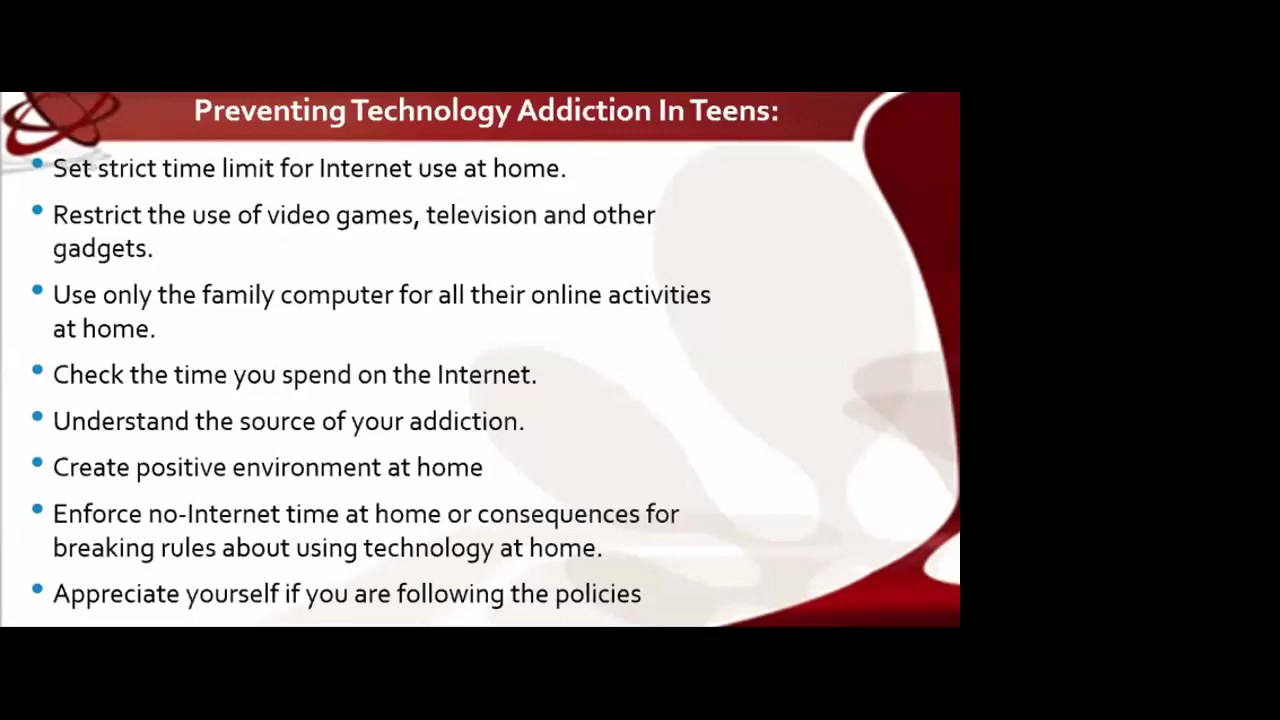 Preventing Technology Addiction In Teens:
• Set strict time limit for Internet use at home.
• Restrict the use of video games, television and other
gadgets.
• Use only the family computer for all their online activities
at home.
• Check the time you spend on the Internet.
• Understand the source of your addiction.
• Create positive environment at home
• Enforce no-Internet time at home or consequences for
breaking rules about using technology at home.
• Appreciate yourself if you are following the policies